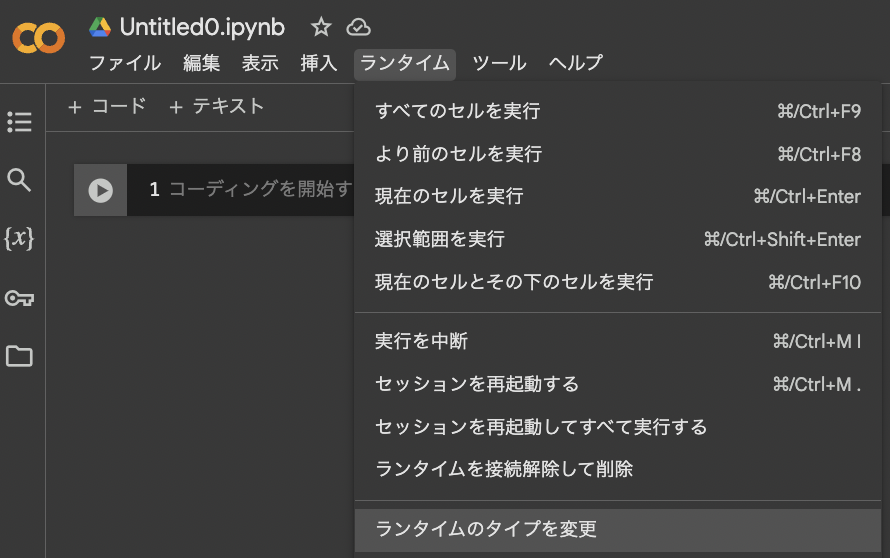 Untitled0.ipynb
ファイル 編集 表示 挿入 ランタイム ツール ヘルプ
+ コード + テキスト
すべてのセルを実行 ⌘/Ctrl+F9
より前のセルを実行 ⌘/Ctrl+F8
1 コーディングを開始す
現在のセルを実行 ⌘/Ctrl+Enter
選択範囲を実行 ⌘/Ctrl+Shift+Enter
{x}
現在のセルとその下のセルを実行 ⌘/Ctrl+F10
実行を中断 ⌘/Ctrl+M I
セッションを再起動する ⌘/Ctrl+M .
セッションを再起動してすべて実行する
ランタイムを接続解除して削除
ランタイムのタイプを変更